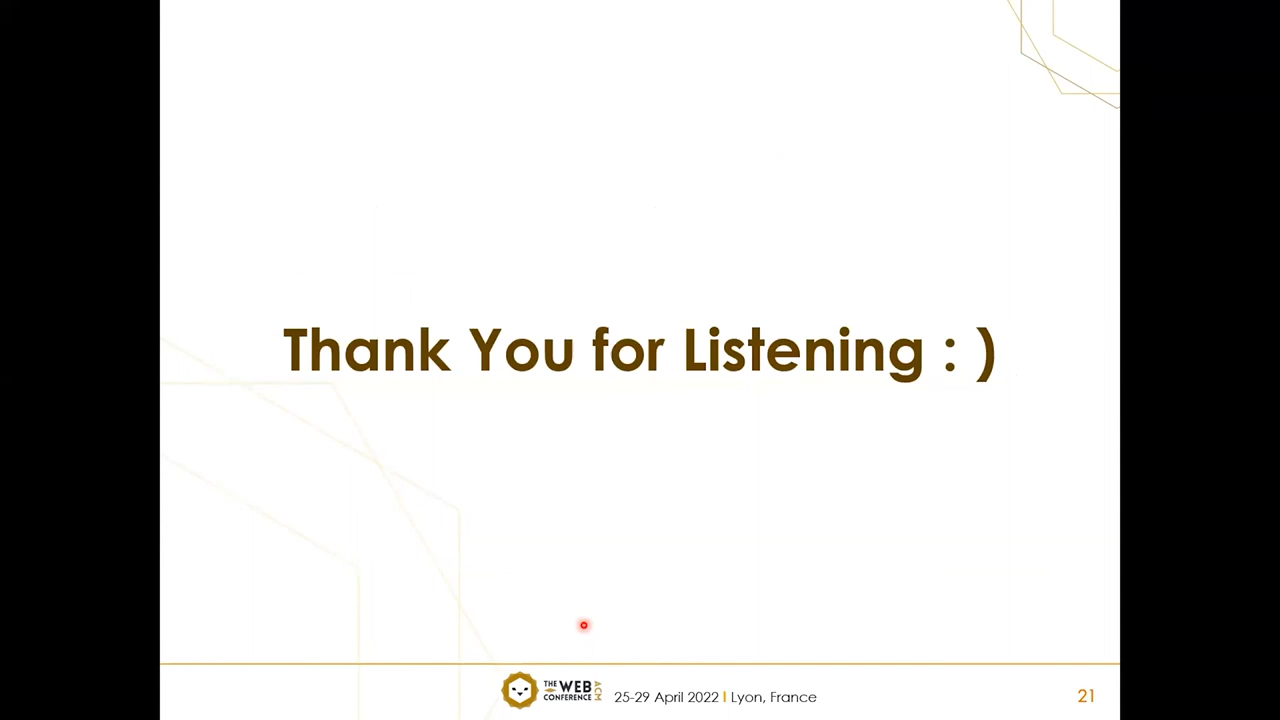 Thank You for Listening : )
THE WEB CONFERENCE ACM
25-29 April 2022 I Lyon, France
21